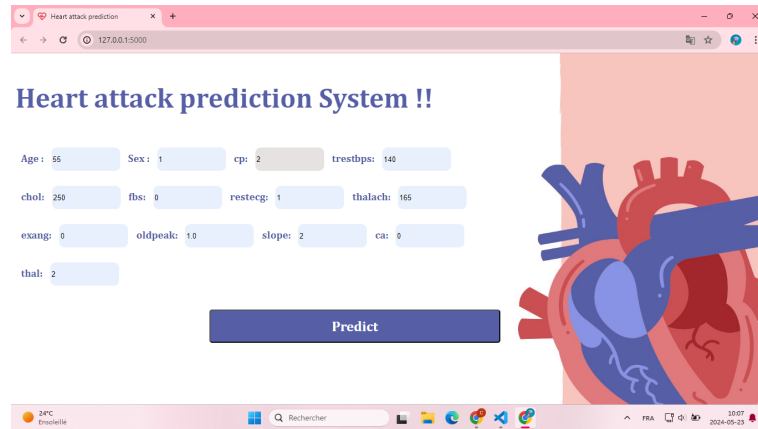 Heart attack prediction
127.0.0.1:5000
Heart attack prediction System !!
Age : 55 Sex : 1 cp: 2 trestbps: 140
chol: 250 fbs: 0 restecg: 1 thalach: 165
exang: 0 oldpeak: 1.0 slope: 2 ca: 0
thal: 2
Predict
24°C
Ensoleillé
Rechercher
FRA
10:07
2024-05-23